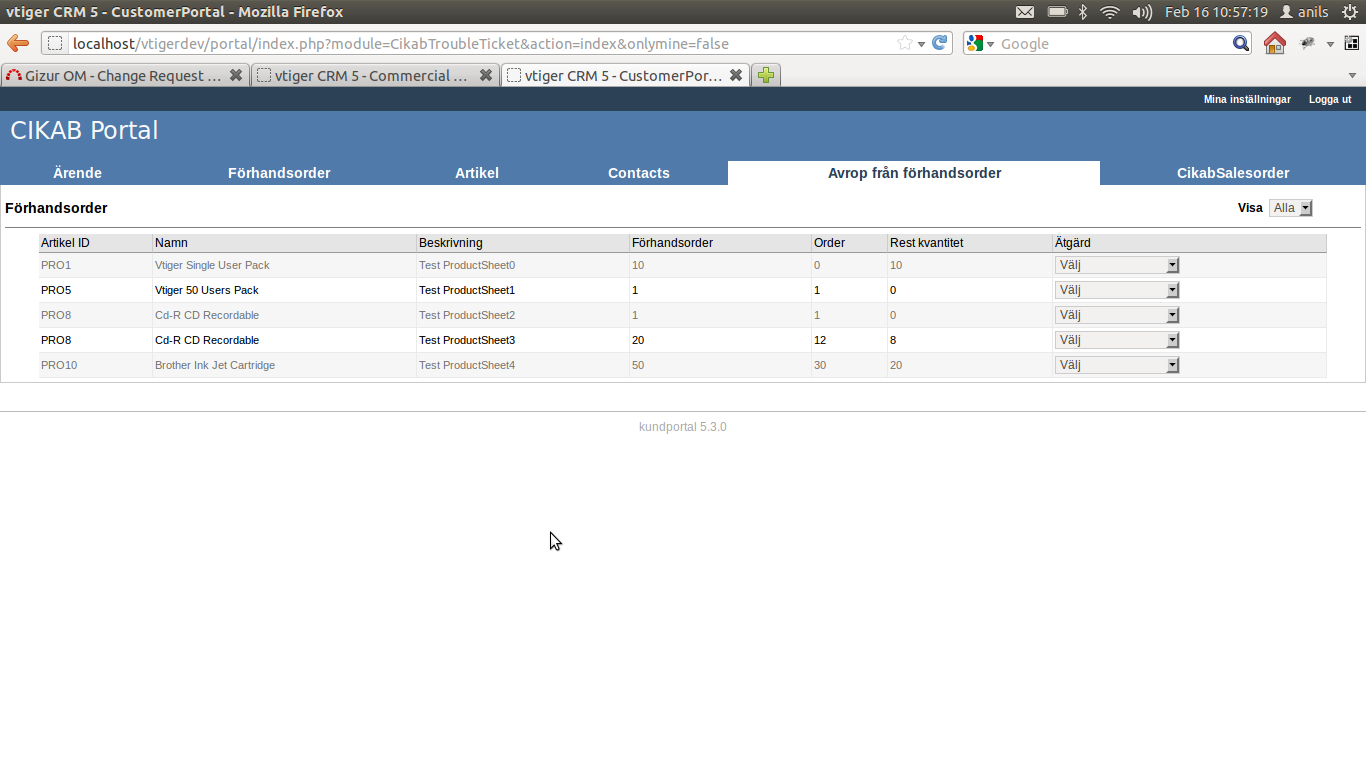 vtiger CRM 5 - CustomerPortal - Mozilla Firefox Feb 16 10:57:19 anils
localhost/vtigerdev/portal/index.php?module=CikabTroubleTicket&action=index&onlymine=false Google
Gizur OM - Change Request ... vtiger CRM 5 - Commercial ... vtiger CRM 5 - CustomerPor...
Mina inställningar Logga ut
CIKAB Portal
Ärende Förhandsorder Artikel Contacts Avrop från förhandsorder CikabSalesorder
Förhandsorder Visa Alla
Artikel ID Namn Beskrivning Förhandsorder Order Rest kvantitet Ätgärd
PRO1 Vtiger Single User Pack Test ProductSheet0 10 0 10 Välj
PRO5 Vtiger 50 Users Pack Test ProductSheet1 1 1 0 Välj
PRO8 Cd-R CD Recordable Test ProductSheet2 1 1 0 Välj
PRO8 Cd-R CD Recordable Test ProductSheet3 20 12 8 Välj
PRO10 Brother Ink Jet Cartridge Test ProductSheet4 50 30 20 Välj
kundportal 5.3.0